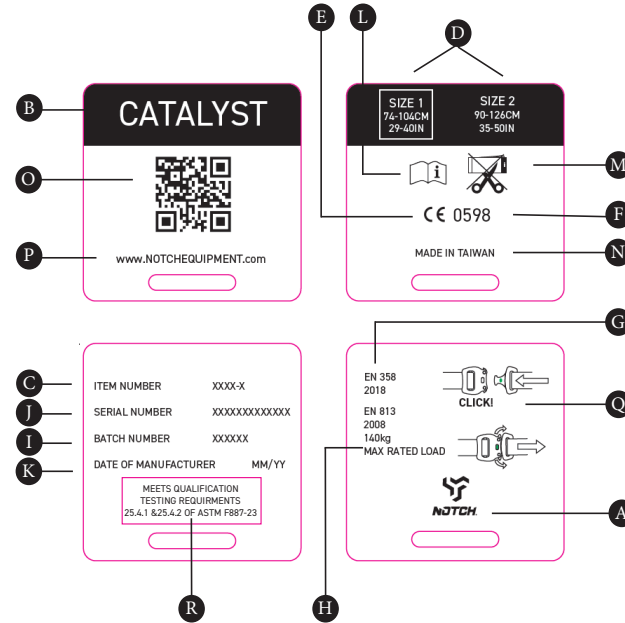 E
L
D
B
CATALYST
SIZE 1
74-104CM
29-40IN
SIZE 2
90-126CM
35-50IN
O
i
M
CE 0598
F
P
www.NOTCHEQUIPMENT.com
MADE IN TAIWAN
N
G
C
ITEM NUMBER XXXX-X
J
SERIAL NUMBER XXXXXXXXXXXXX
I
BATCH NUMBER XXXXXX
K
DATE OF MANUFACTURER MM/YY
MEETS QUALIFICATION
TESTING REQUIRMENTS
25.4.1 &25.4.2 OF ASTM F887-23
R
EN 358
2018
EN 813
2008
140kg
MAX RATED LOAD
CLICK!
Q
NOTCH.
A
H